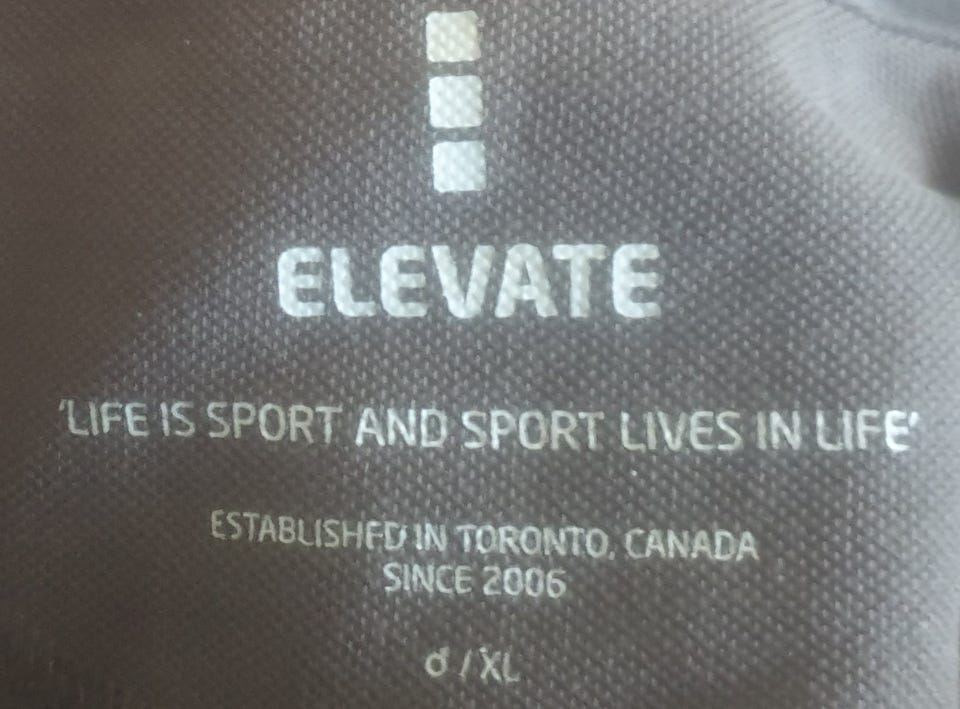 ELEVATE
'LIFE IS SPORT AND SPORT LIVES IN LIFE'
ESTABLISHED IN TORONTO, CANADA
SINCE 2006
♂ / XL